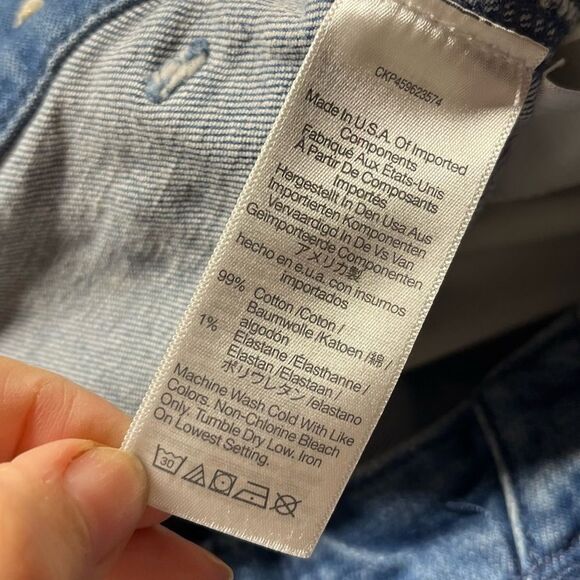 CKP459623574
Made In U.S.A. Of Imported
Components
Fabriqué Aux Etats-Unis
À Partir De Composants
Importés
Hergestellt In Den Usa Aus
Importierten Komponenten
Vervaardigd In De Vs Van
Geïmporteerde Componenten
アメリカ製
hecho en e.u.a. con insumos
importados
99% Cotton /Coton /
Baumwolle /Katoen /綿/
algodón
1% Elastane /Élasthanne /
Elastan /Elastaan/
ポリウレタン /elastano
Machine Wash Cold With Like
Colors. Non-Chlorine Bleach
Only. Tumble Dry Low. Iron
On Lowest Setting.
30